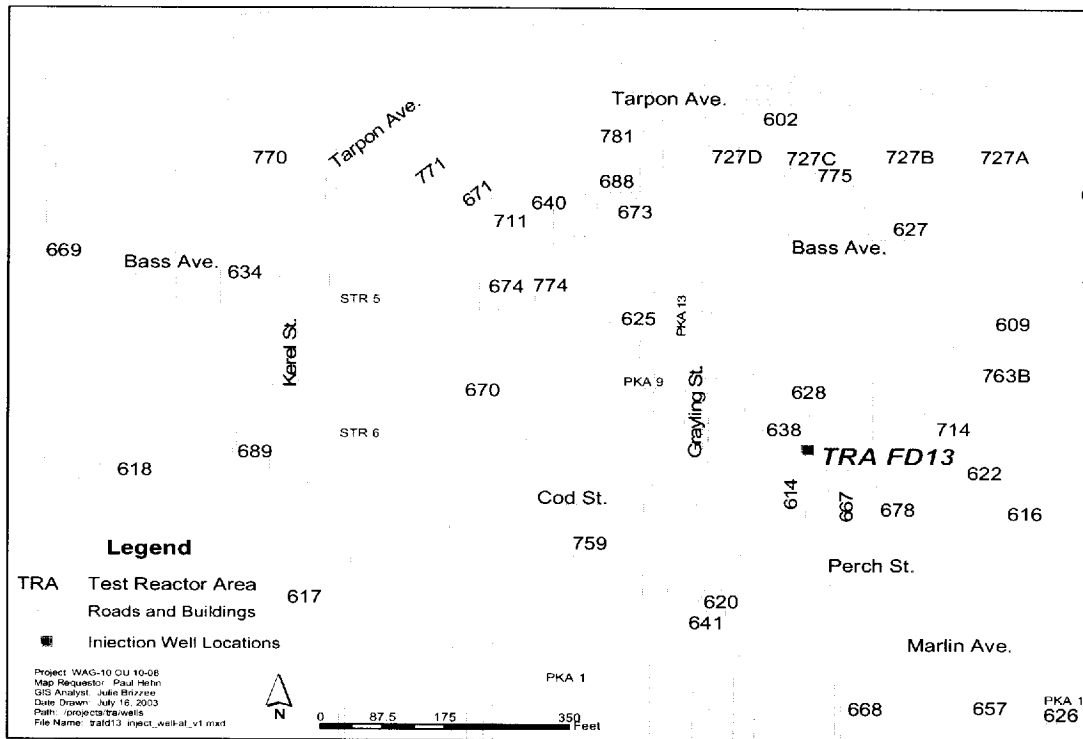 Tarpon Ave.
602
Tarpon Ave.
781
770
771
727D
727C
727B
727A
775
671
688
640
673
711
627
669
Bass Ave.
Bass Ave.
634
674
774
STR 5
PKA 13
625
609
Kerel St.
763B
670
PKA 9
Grayling St.
628
STR 6
638
714
689
TRA FD13
618
622
614
667
678
616
Cod St.
759
Perch St.
617
620
641
Marlin Ave.
PKA 1
668
657
PKA 1
626
Legend
TRA Test Reactor Area
Roads and Buildings
Injection Well Locations
Project: WAG-10 OU 10-08
Map Requestor: Paul Hehn
GIS Analyst: Julie Brizzee
Date Drawn: July 16, 2003
Path: /projects/tra/wells
File Name: trafd13_inject_well-al_v1.mxd
N
0 87.5 175 350
Feet